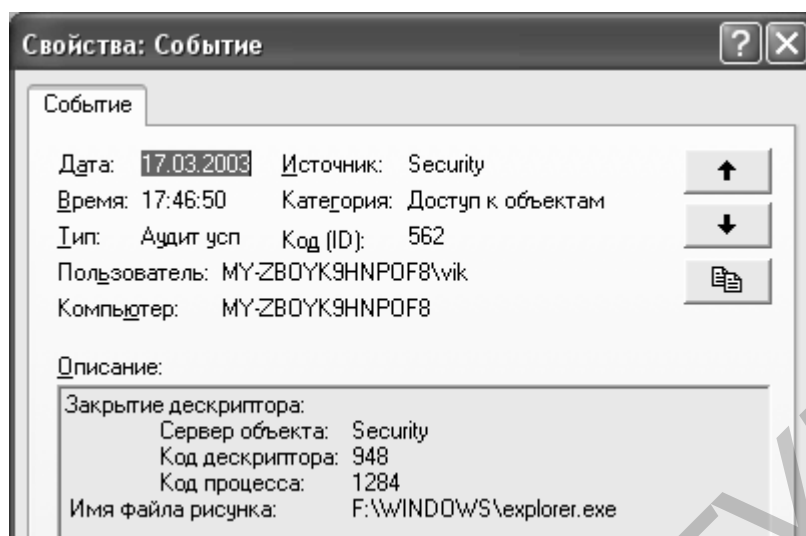 Свойства: Событие
Событие
Дата: 17.03.2003 Источник: Security
Время: 17:46:50 Категория: Доступ к объектам
Тип: Аудит усп Код (ID): 562
Пользователь: MY-ZBOYK9HNPOF8\vik
Компьютер: MY-ZBOYK9HNPOF8
Описание:
Закрытие дескриптора:
Сервер объекта: Security
Код дескриптора: 948
Код процесса: 1284
Имя файла рисунка: F:\WINDOWS\explorer.exe